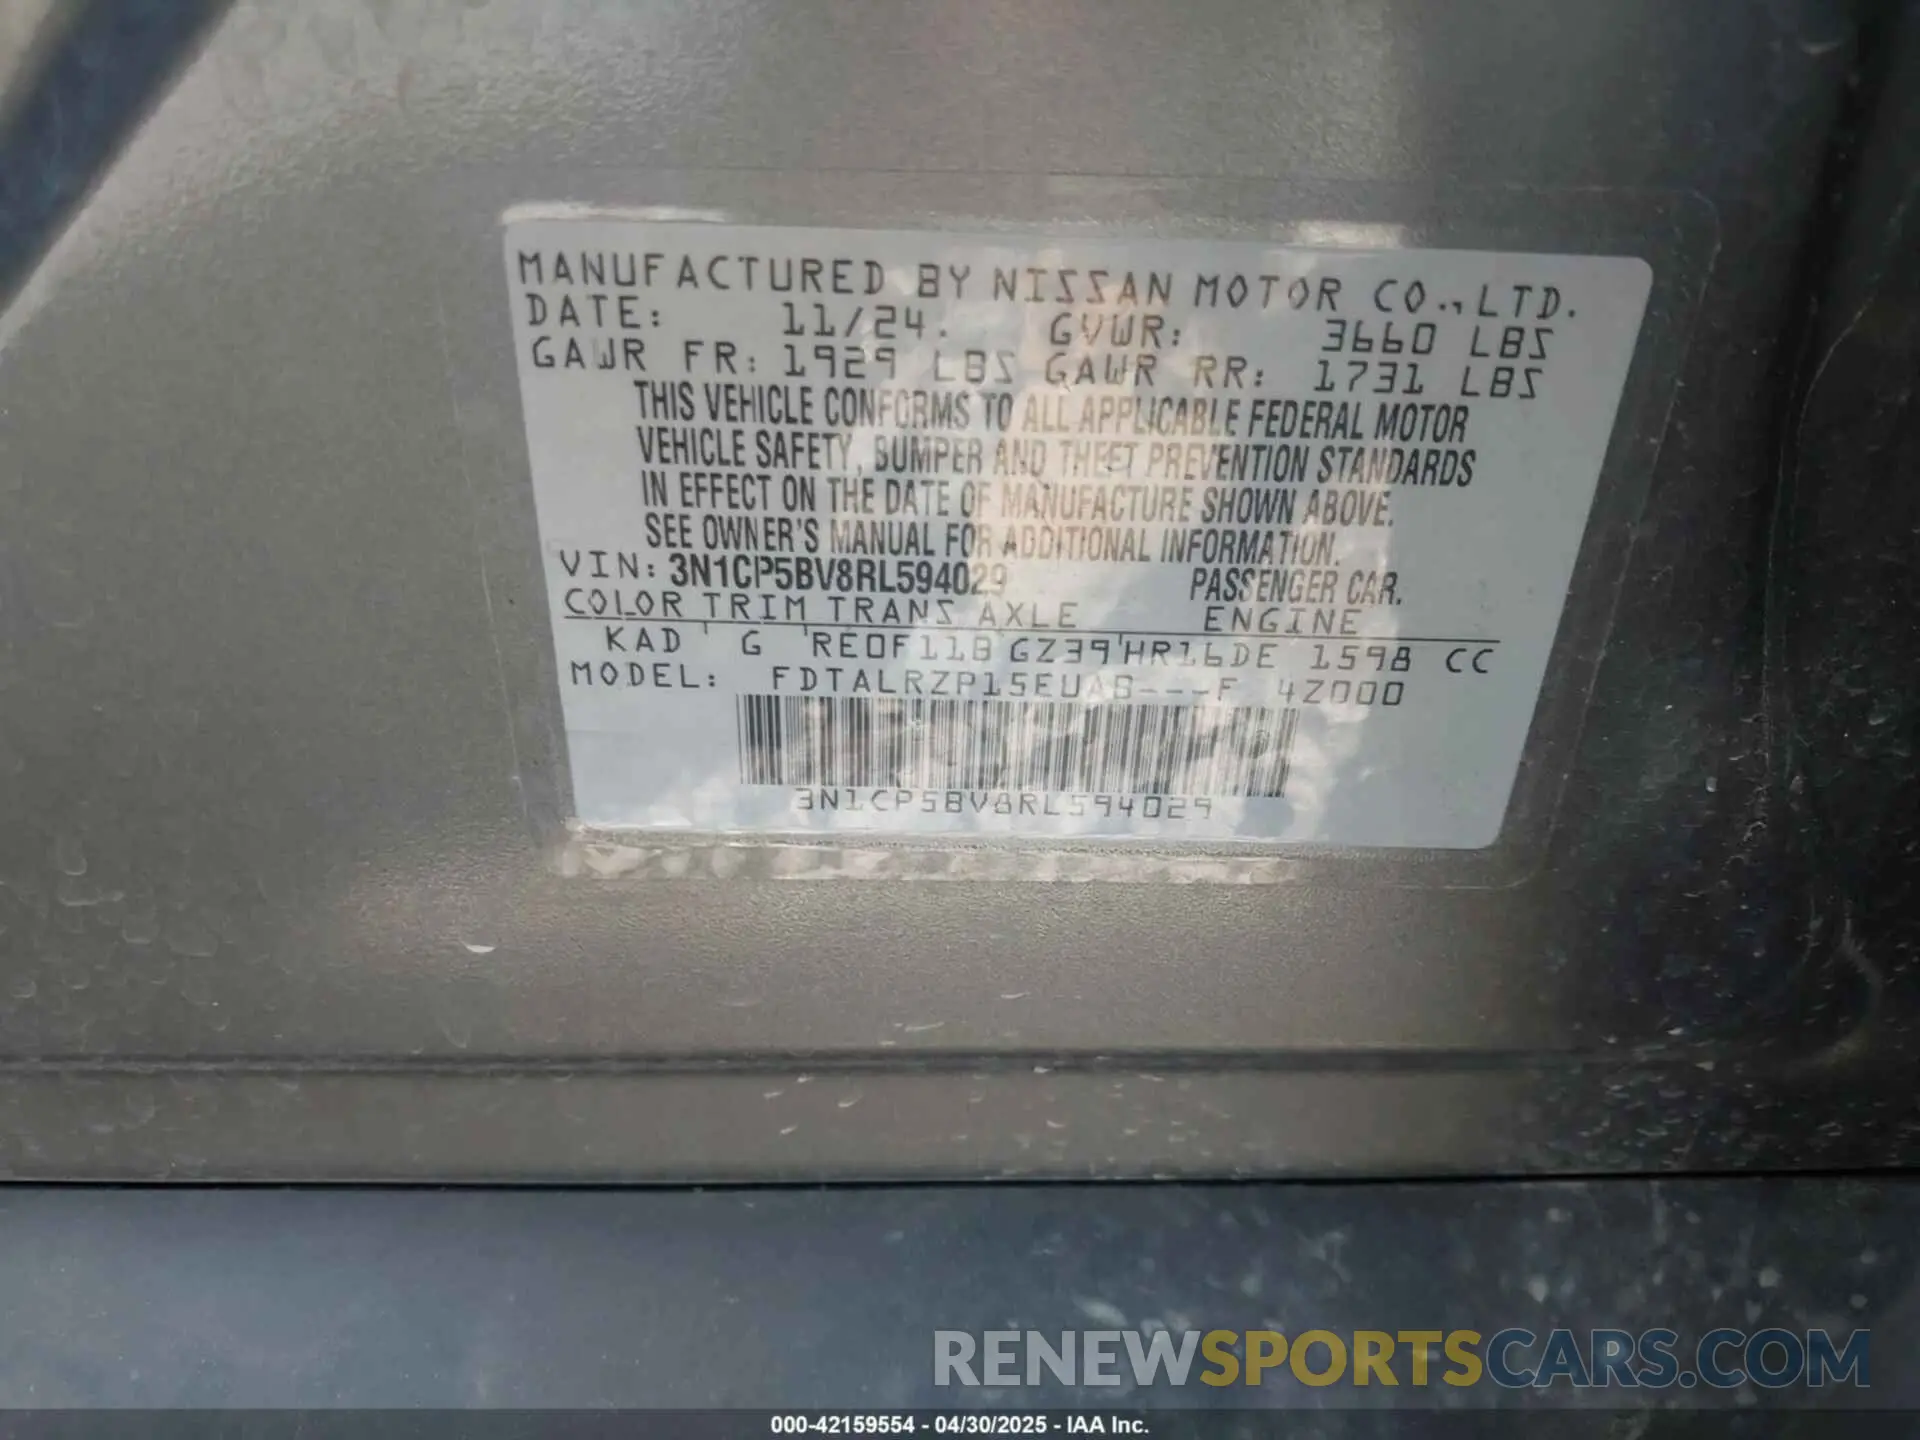 MANUFACTURED BY NISSAN MOTOR CO., LTD.
DATE: 11/24. GVWR: 3660 LBS
GAWR FR: 1929 LBS GAWR RR: 1731 LBS
THIS VEHICLE CONFORMS TO ALL APPLICABLE FEDERAL MOTOR
VEHICLE SAFETY, BUMPER AND THEFT PREVENTION STANDARDS
IN EFFECT ON THE DATE OF MANUFACTURE SHOWN ABOVE.
SEE OWNER'S MANUAL FOR ADDITIONAL INFORMATION.
VIN: 3N1CP5BV8RL594029 PASSENGER CAR.
COLOR TRIM TRANS AXLE ENGINE
KAD G RE0F11B GZ39 HR16DE 1598 CC
MODEL: FDTALRZP15EUAB---F 4Z000
3N1CP5BV8RL594029
RENEWSPORTSCARS.COM
000-42159554 - 04/30/2025 - IAA Inc.